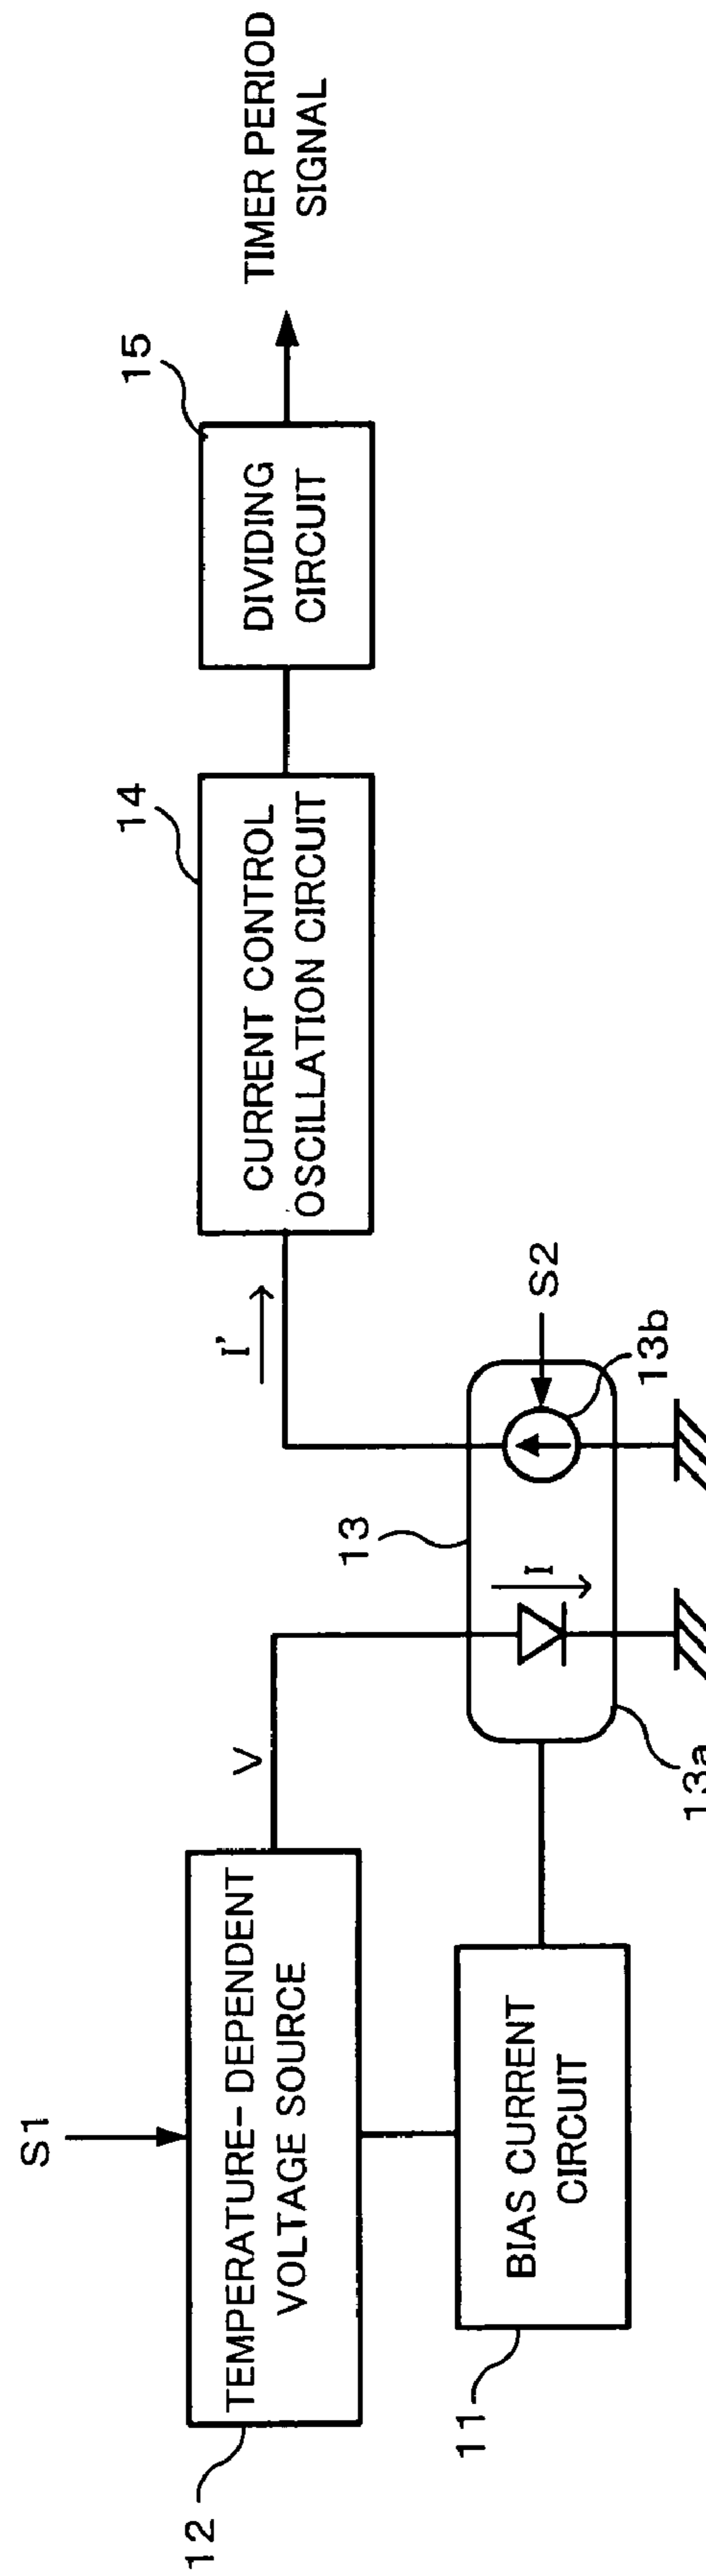 S1
12
TEMPERATURE-DEPENDENT
VOLTAGE SOURCE
V
11
BIAS CURRENT
CIRCUIT
13
I
13a
I'
S2
13b
14
CURRENT CONTROL
OSCILLATION CIRCUIT
15
DIVIDING
CIRCUIT
TIMER PERIOD
SIGNAL